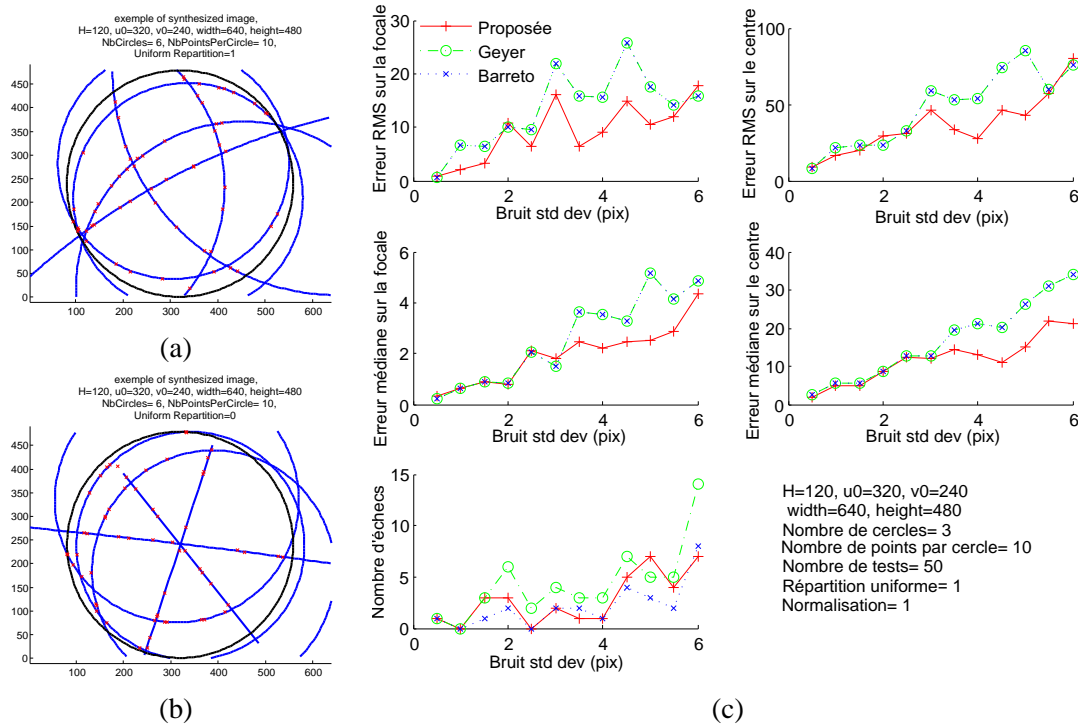 exemple of synthesized image,
H=120, u0=320, v0=240, width=640, height=480
NbCircles= 6, NbPointsPerCircle= 10,
Uniform Repartition=1
450
400
350
300
250
200
150
100
50
0
100 200 300 400 500 600
(a)
exemple of synthesized image,
H=120, u0=320, v0=240, width=640, height=480
NbCircles= 6, NbPointsPerCircle= 10,
Uniform Repartition=0
450
400
350
300
250
200
150
100
50
0
100 200 300 400 500 600
(b)
Erreur RMS sur la focale
30
20
10
0
0 2 4 6
Bruit std dev (pix)
Proposée
Geyer
Barreto
Erreur RMS sur le centre
100
50
0
0 2 4 6
Bruit std dev (pix)
Erreur médiane sur la focale
6
4
2
0
0 2 4 6
Bruit std dev (pix)
Erreur médiane sur le centre
40
20
0
0 2 4 6
Bruit std dev (pix)
Nombre d'échecs
15
10
5
0
0 2 4 6
Bruit std dev (pix)
H=120, u0=320, v0=240
width=640, height=480
Nombre de cercles= 3
Nombre de points par cercle= 10
Nombre de tests= 50
Répartition uniforme= 1
Normalisation= 1
(c)